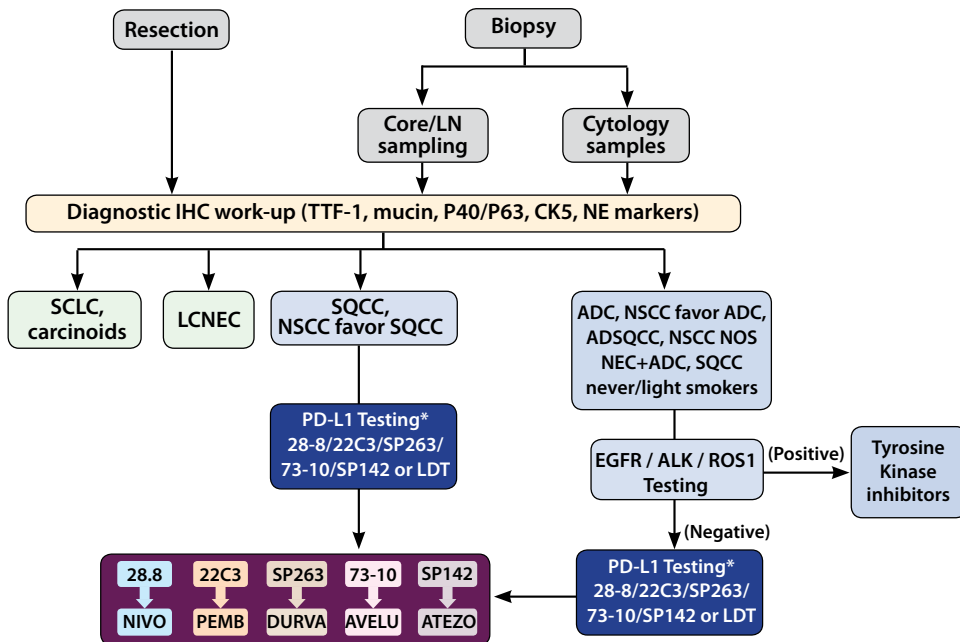 Resection
Biopsy
Core/LN
sampling
Cytology
samples
Diagnostic IHC work-up (TTF-1, mucin, P40/P63, CK5, NE markers)
SCLC,
carcinoids
LCNEC
SQCC,
NSCC favor SQCC
ADC, NSCC favor ADC,
ADSQCC, NSCC NOS
NEC+ADC, SQCC
never/light smokers
PD-L1 Testing*
28-8/22C3/SP263/
73-10/SP142 or LDT
EGFR / ALK / ROS1
Testing
(Positive)
Tyrosine
Kinase
inhibitors
(Negative)
PD-L1 Testing*
28-8/22C3/SP263/
73-10/SP142 or LDT
28.8 22C3 SP263 73-10 SP142
NIVO PEMB DURVA AVELU ATEZO